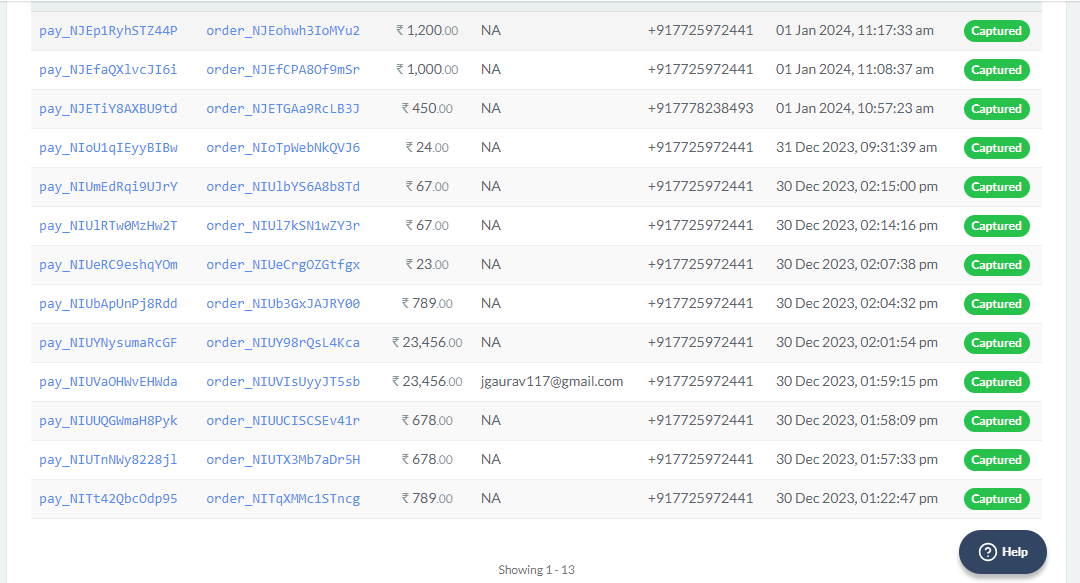 pay_NJEp1RyhSTZ44P order_NJEohwh3IoMYu2 ₹ 1,200.00 NA +917725972441 01 Jan 2024, 11:17:33 am Captured
pay_NJEfaQXlvcJI6i order_NJEfCPA8Of9mSr ₹ 1,000.00 NA +917725972441 01 Jan 2024, 11:08:37 am Captured
pay_NJETiY8AXBU9td order_NJETGAa9RcLB3J ₹ 450.00 NA +917778238493 01 Jan 2024, 10:57:23 am Captured
pay_NIoU1qIEyyBIBw order_NIoTpWebNkQVJ6 ₹ 24.00 NA +917725972441 31 Dec 2023, 09:31:39 am Captured
pay_NIUmEdRqi9UJrY order_NIUlbYS6A8b8Td ₹ 67.00 NA +917725972441 30 Dec 2023, 02:15:00 pm Captured
pay_NIUlRTw0MzHw2T order_NIUl7kSN1wZY3r ₹ 67.00 NA +917725972441 30 Dec 2023, 02:14:16 pm Captured
pay_NIUeRC9eshqYOm order_NIUeCrgOZGtfgx ₹ 23.00 NA +917725972441 30 Dec 2023, 02:07:38 pm Captured
pay_NIUbApUnPj8Rdd order_NIUb3GxJAJRY00 ₹ 789.00 NA +917725972441 30 Dec 2023, 02:04:32 pm Captured
pay_NIUYNysumaRcGF order_NIUY98rQsL4Kca ₹ 23,456.00 NA +917725972441 30 Dec 2023, 02:01:54 pm Captured
pay_NIUVaOHWvEHWda order_NIUVIsUyyJT5sb ₹ 23,456.00 jgaurav117@gmail.com +917725972441 30 Dec 2023, 01:59:15 pm Captured
pay_NIUUQGWmaH8Pyk order_NIUUCISCSEv41r ₹ 678.00 NA +917725972441 30 Dec 2023, 01:58:09 pm Captured
pay_NIUTnNWy8228jl order_NIUTX3Mb7aDr5H ₹ 678.00 NA +917725972441 30 Dec 2023, 01:57:33 pm Captured
pay_NITt42QbcOdp95 order_NITqXMMc1STncg ₹ 789.00 NA +917725972441 30 Dec 2023, 01:22:47 pm Captured
? Help
Showing 1 - 13